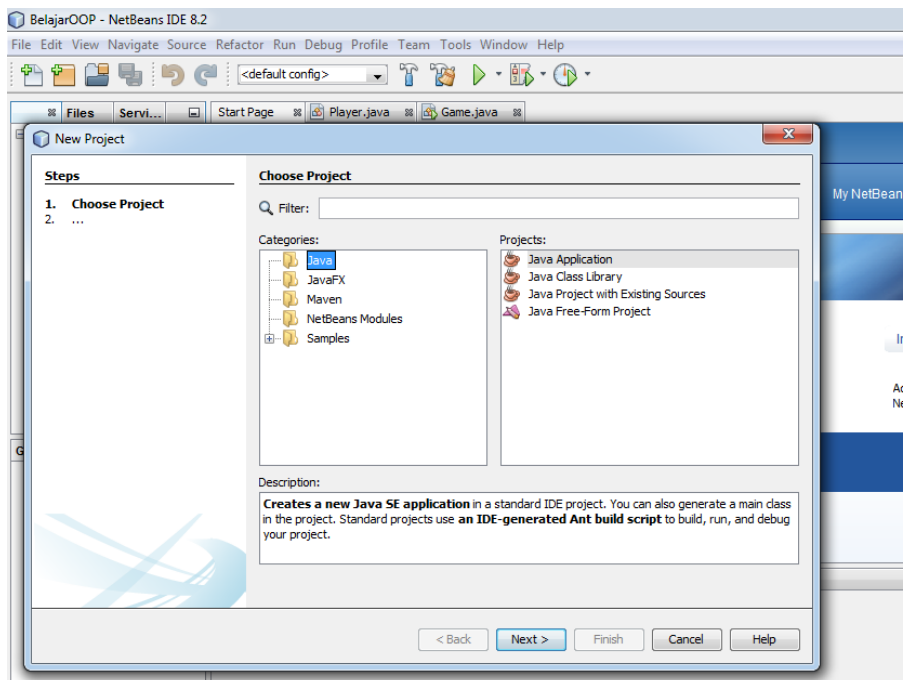 BelajarOOP - NetBeans IDE 8.2
File Edit View Navigate Source Refactor Run Debug Profile Team Tools Window Help
<default config>
Files Servi... Start Page Player.java Game.java
New Project
Steps
1. Choose Project
2. ...
Choose Project
Filter:
Categories:
Java
JavaFX
Maven
NetBeans Modules
Samples
Projects:
Java Application
Java Class Library
Java Project with Existing Sources
Java Free-Form Project
Description:
Creates a new Java SE application in a standard IDE project. You can also generate a main class
in the project. Standard projects use an IDE-generated Ant build script to build, run, and debug
your project.
< Back Next > Finish Cancel Help
My NetBean